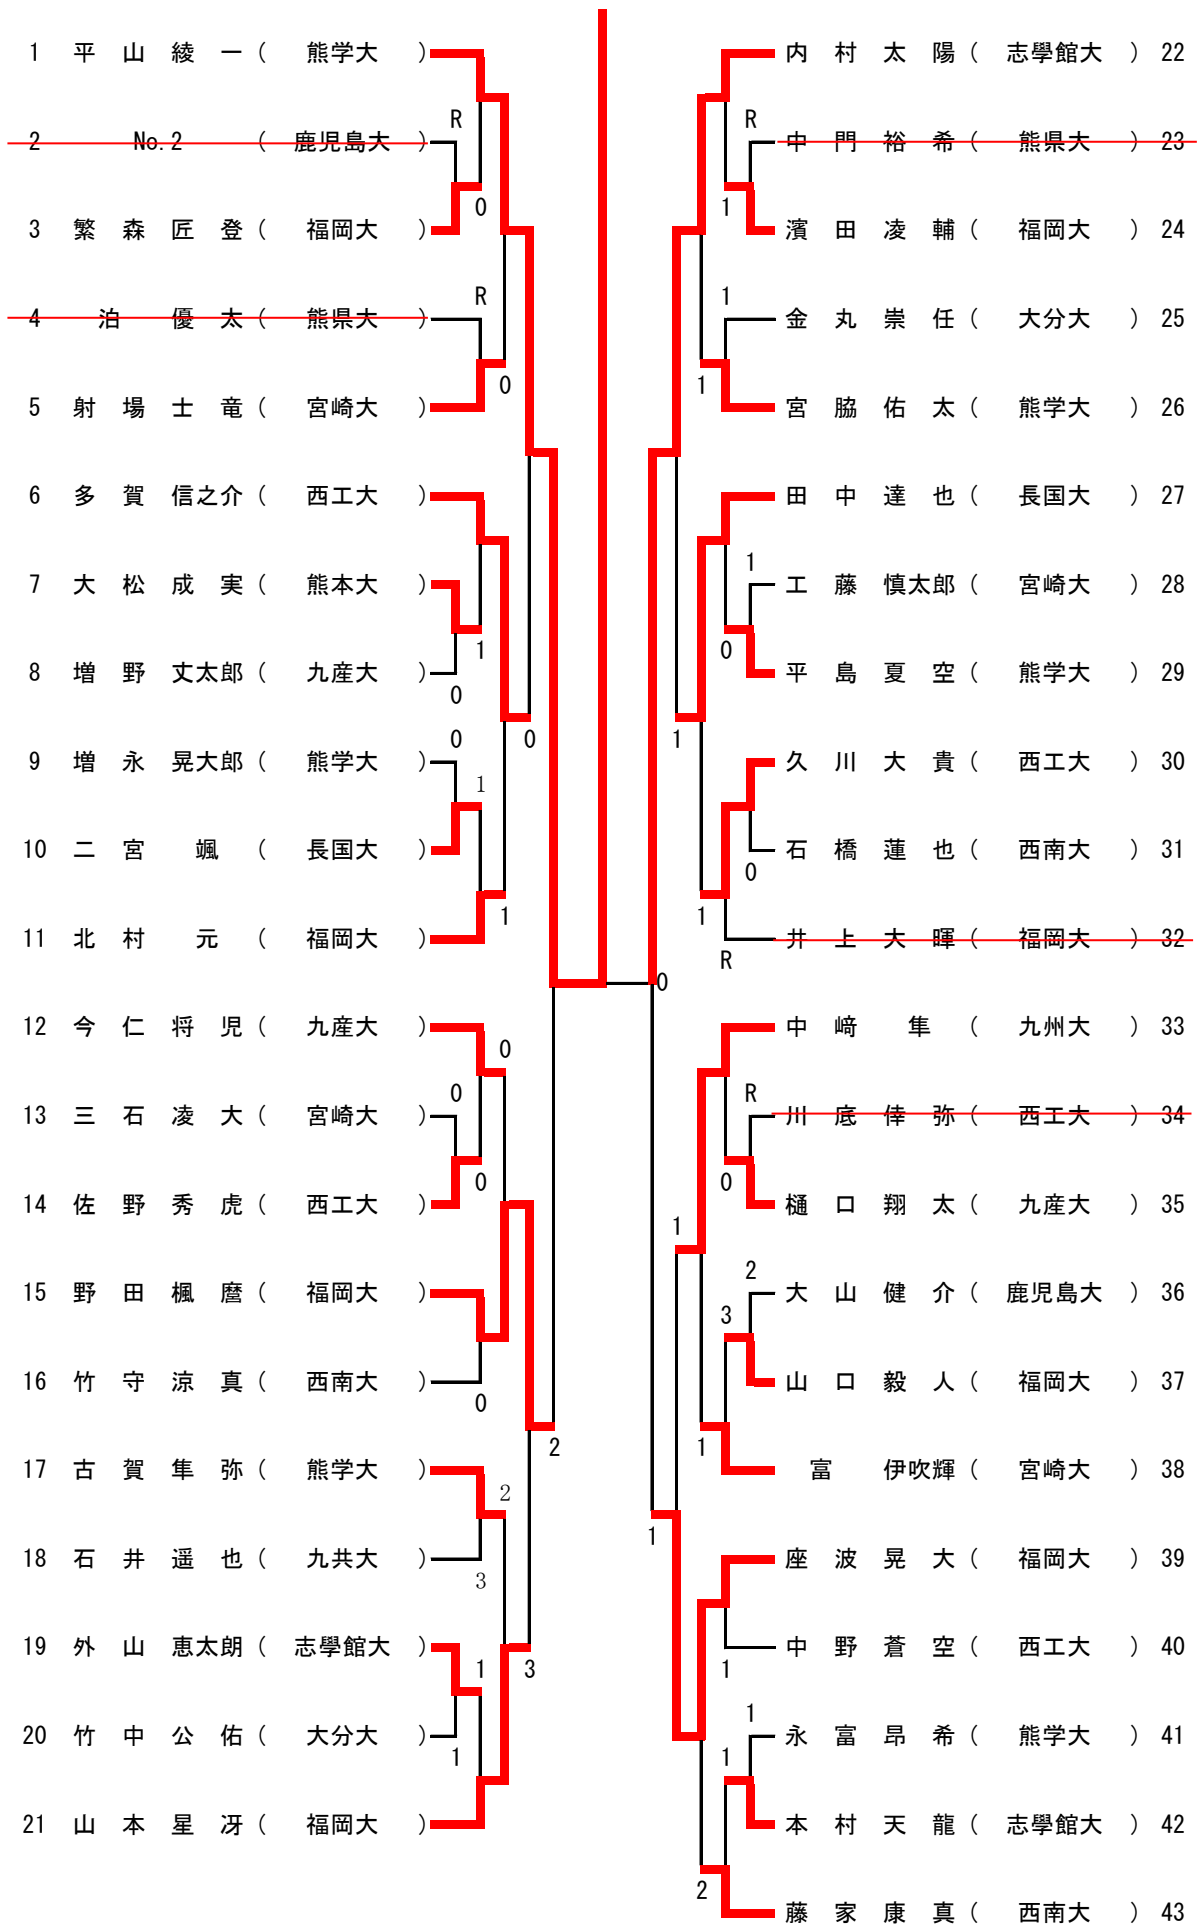 1 平 山 綾 一 ( 熊学大 )
2 No.2 ( 鹿児島大 )
R
3 繁 森 匠 登 ( 福岡大 )
0
4 泊 優 太 ( 熊県大 )
R
5 射 場 士 竜 ( 宮崎大 )
0
6 多 賀 信之介 ( 西工大 )
7 大 松 成 実 ( 熊本大 )
1
8 増 野 丈太郎 ( 九産大 )
0
0
0
9 増 永 晃大郎 ( 熊学大 )
1
10 二 宮 颯 ( 長国大 )
1
11 北 村 元 ( 福岡大 )
12 今 仁 将 児 ( 九産大 )
0
13 三 石 凌 大 ( 宮崎大 )
0
0
14 佐 野 秀 虎 ( 西工大 )
15 野 田 楓 麿 ( 福岡大 )
16 竹 守 涼 真 ( 西南大 )
0
2
17 古 賀 隼 弥 ( 熊学大 )
2
18 石 井 遥 也 ( 九共大 )
3
19 外 山 恵太朗 ( 志學館大 )
1
3
20 竹 中 公 佑 ( 大分大 )
1
21 山 本 星 冴 ( 福岡大 )
0
内 村 太 陽 ( 志學館大 ) 22
R
中 門 裕 希 ( 熊県大 ) 23
1
濱 田 凌 輔 ( 福岡大 ) 24
1
金 丸 崇 任 ( 大分大 ) 25
1
宮 脇 佑 太 ( 熊学大 ) 26
田 中 達 也 ( 長国大 ) 27
1
工 藤 慎太郎 ( 宮崎大 ) 28
0
平 島 夏 空 ( 熊学大 ) 29
1
久 川 大 貴 ( 西工大 ) 30
石 橋 蓮 也 ( 西南大 ) 31
0
1
井 上 大 暉 ( 福岡大 ) 32
R
中 﨑 隼 ( 九州大 ) 33
R
川 底 倖 弥 ( 西工大 ) 34
0
樋 口 翔 太 ( 九産大 ) 35
1
2
大 山 健 介 ( 鹿児島大 ) 36
3
山 口 毅 人 ( 福岡大 ) 37
1
富 伊吹輝 ( 宮崎大 ) 38
1
座 波 晃 大 ( 福岡大 ) 39
中 野 蒼 空 ( 西工大 ) 40
1
1
永 富 昂 希 ( 熊学大 ) 41
1
本 村 天 龍 ( 志學館大 ) 42
2
藤 家 康 真 ( 西南大 ) 43